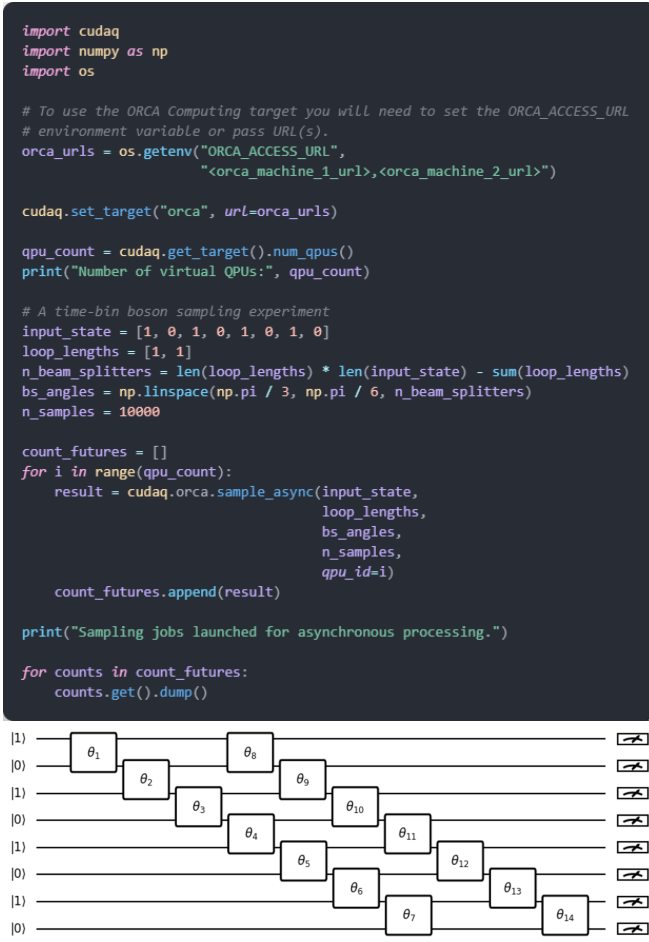 import cudaq
import numpy as np
import os

# To use the ORCA Computing target you will need to set the ORCA_ACCESS_URL
# environment variable or pass URL(s).
orca_urls = os.getenv("ORCA_ACCESS_URL",
                      "<orca_machine_1_url>,<orca_machine_2_url>")

cudaq.set_target("orca", url=orca_urls)

qpu_count = cudaq.get_target().num_qpus()
print("Number of virtual QPUs:", qpu_count)

# A time-bin boson sampling experiment
input_state = [1, 0, 1, 0, 1, 0, 1, 0]
loop_lengths = [1, 1]
n_beam_splitters = len(loop_lengths) * len(input_state) - sum(loop_lengths)
bs_angles = np.linspace(np.pi / 3, np.pi / 6, n_beam_splitters)
n_samples = 10000

count_futures = []
for i in range(qpu_count):
    result = cudaq.orca.sample_async(input_state,
                                     loop_lengths,
                                     bs_angles,
                                     n_samples,
                                     qpu_id=i)
    count_futures.append(result)

print("Sampling jobs launched for asynchronous processing.")

for counts in count_futures:
    counts.get().dump()
|1⟩ θ1 θ8
|0⟩ θ2 θ9
|1⟩ θ3 θ10
|0⟩ θ4 θ11
|1⟩ θ5 θ12
|0⟩ θ6 θ13
|1⟩ θ7 θ14
|0⟩